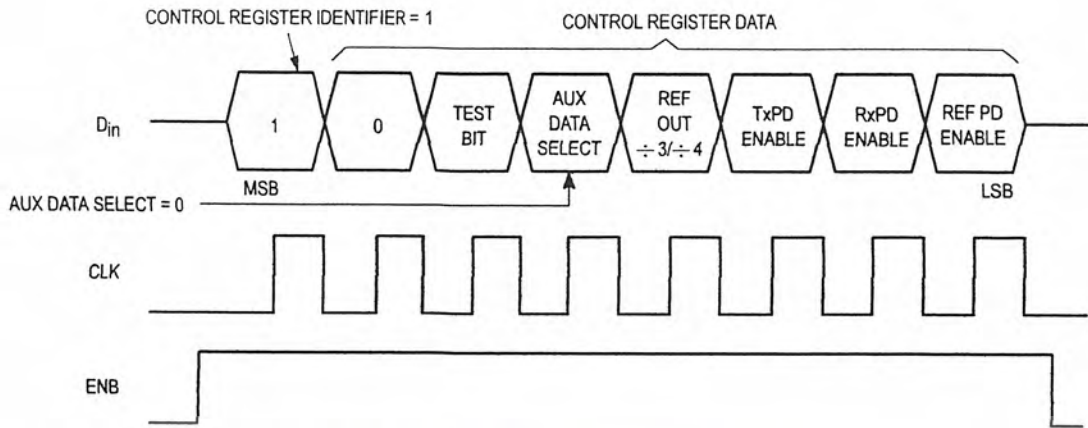 CONTROL REGISTER IDENTIFIER = 1
CONTROL REGISTER DATA
Din
1
0
TEST
BIT
AUX
DATA
SELECT
REF
OUT
÷ 3/÷ 4
TxPD
ENABLE
RxPD
ENABLE
REF PD
ENABLE
MSB
LSB
AUX DATA SELECT = 0
CLK
ENB